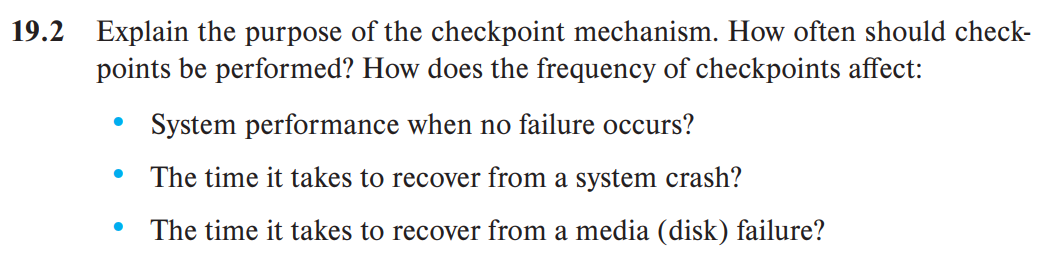 19.2 Explain the purpose of the checkpoint mechanism. How often should check-
points be performed? How does the frequency of checkpoints affect:
• System performance when no failure occurs?
• The time it takes to recover from a system crash?
• The time it takes to recover from a media (disk) failure?